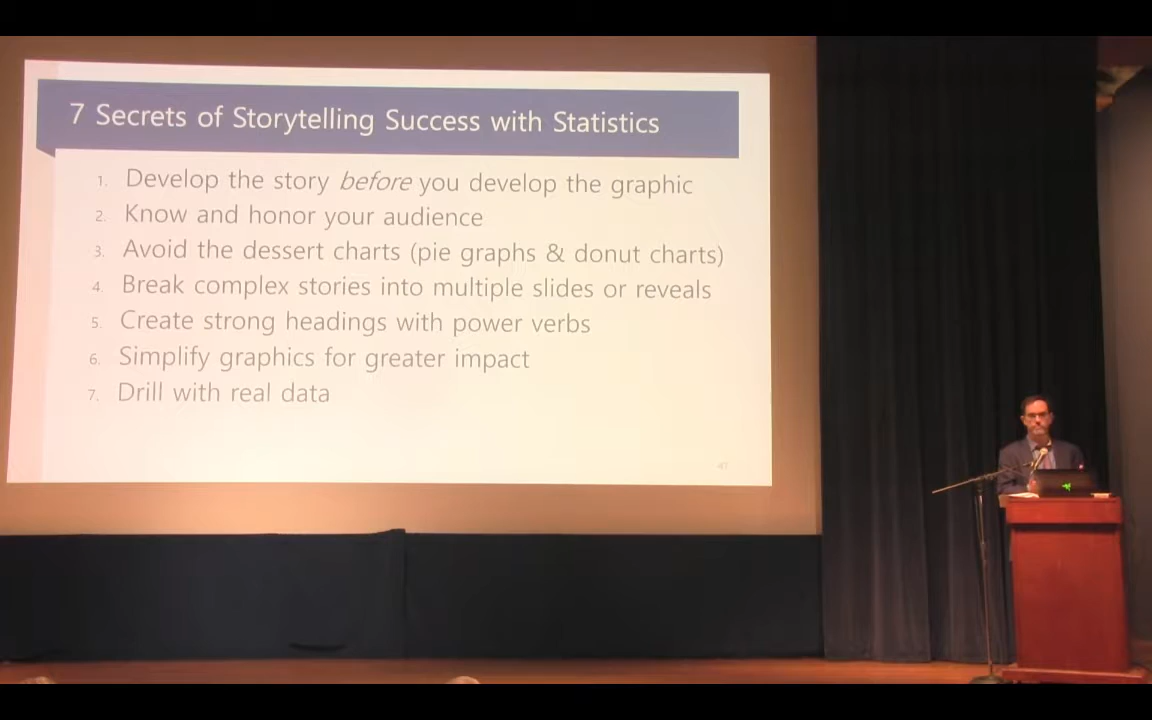 7 Secrets of Storytelling Success with Statistics
1. Develop the story before you develop the graphic
2. Know and honor your audience
3. Avoid the dessert charts (pie graphs & donut charts)
4. Break complex stories into multiple slides or reveals
5. Create strong headings with power verbs
6. Simplify graphics for greater impact
7. Drill with real data
47